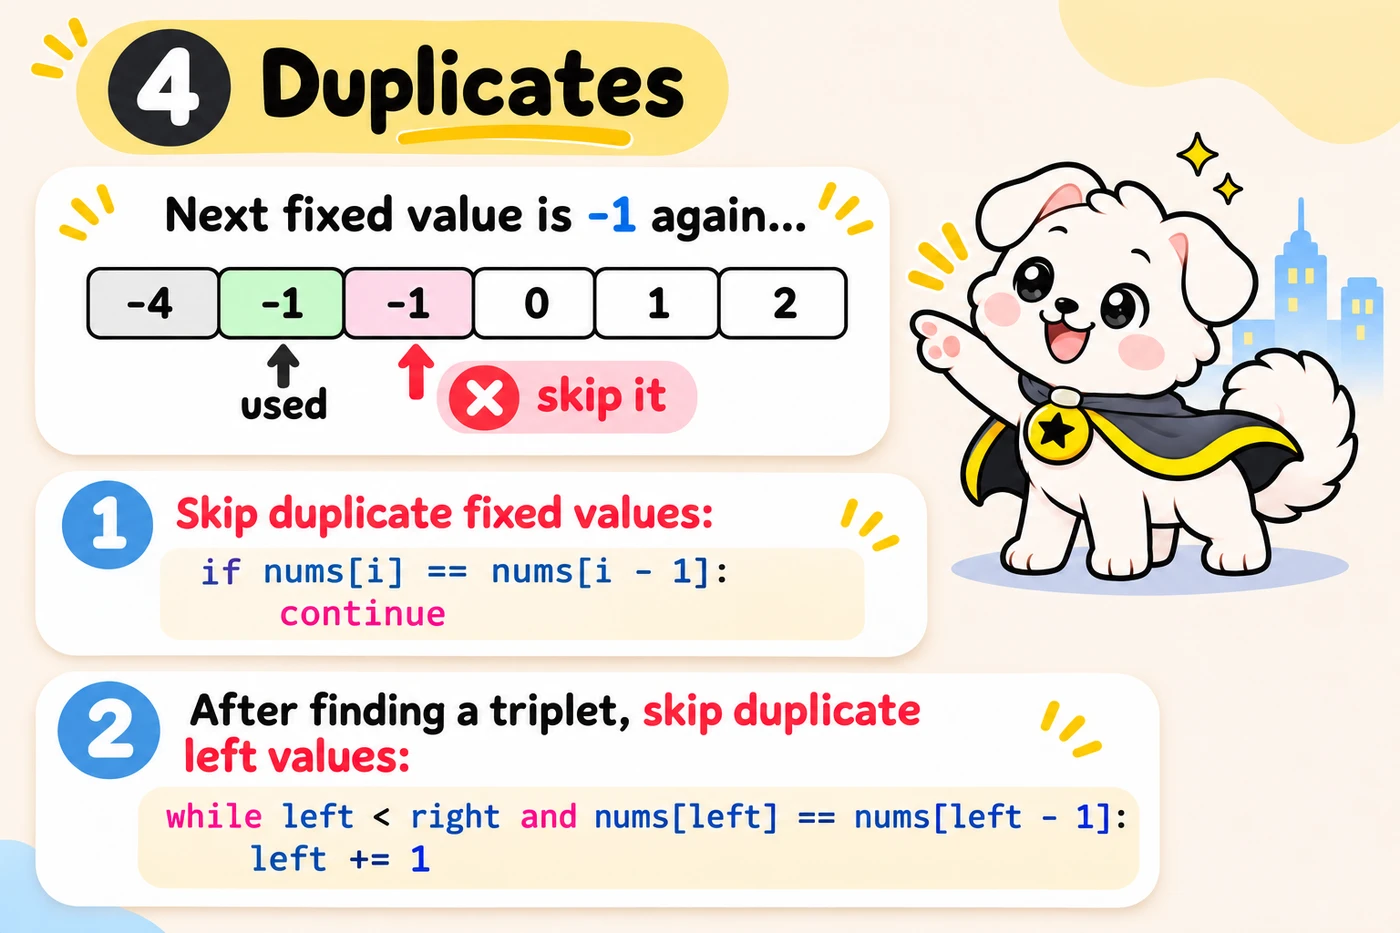 4 Duplicates
Next fixed value is -1 again...
-4 -1 -1 0 1 2
used
skip it
1 Skip duplicate fixed values:
if nums[i] == nums[i - 1]:
continue
2 After finding a triplet, skip duplicate
left values:
while left < right and nums[left] == nums[left - 1]:
left += 1